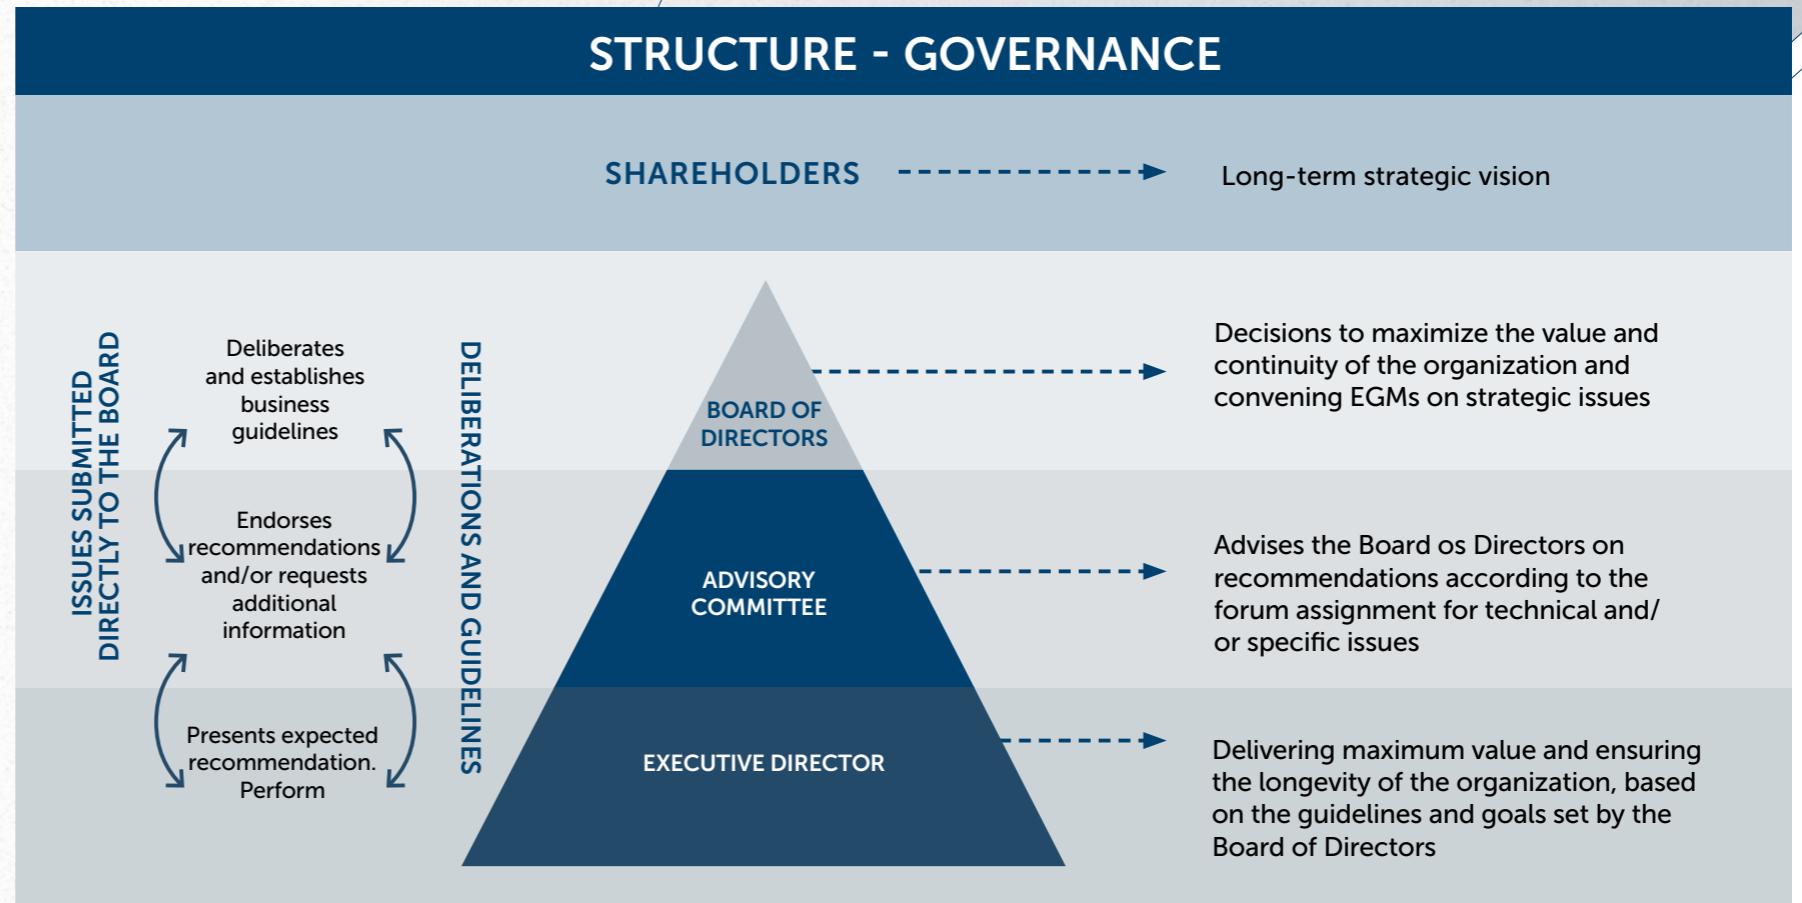 STRUCTURE - GOVERNANCE
SHAREHOLDERS
Long-term strategic vision
ISSUES SUBMITTED
DIRECTLY TO THE BOARD
Deliberates
and establishes
business
guidelines
Endorses
recommendations
and/or requests
additional
information
Presents expected
recommendation.
Perform
DELIBERATIONS AND GUIDELINES
BOARD OF
DIRECTORS
Decisions to maximize the value and
continuity of the organization and
convening EGMs on strategic issues
ADVISORY
COMMITTEE
Advises the Board os Directors on
recommendations according to the
forum assignment for technical and/
or specific issues
EXECUTIVE DIRECTOR
Delivering maximum value and ensuring
the longevity of the organization, based
on the guidelines and goals set by the
Board of Directors